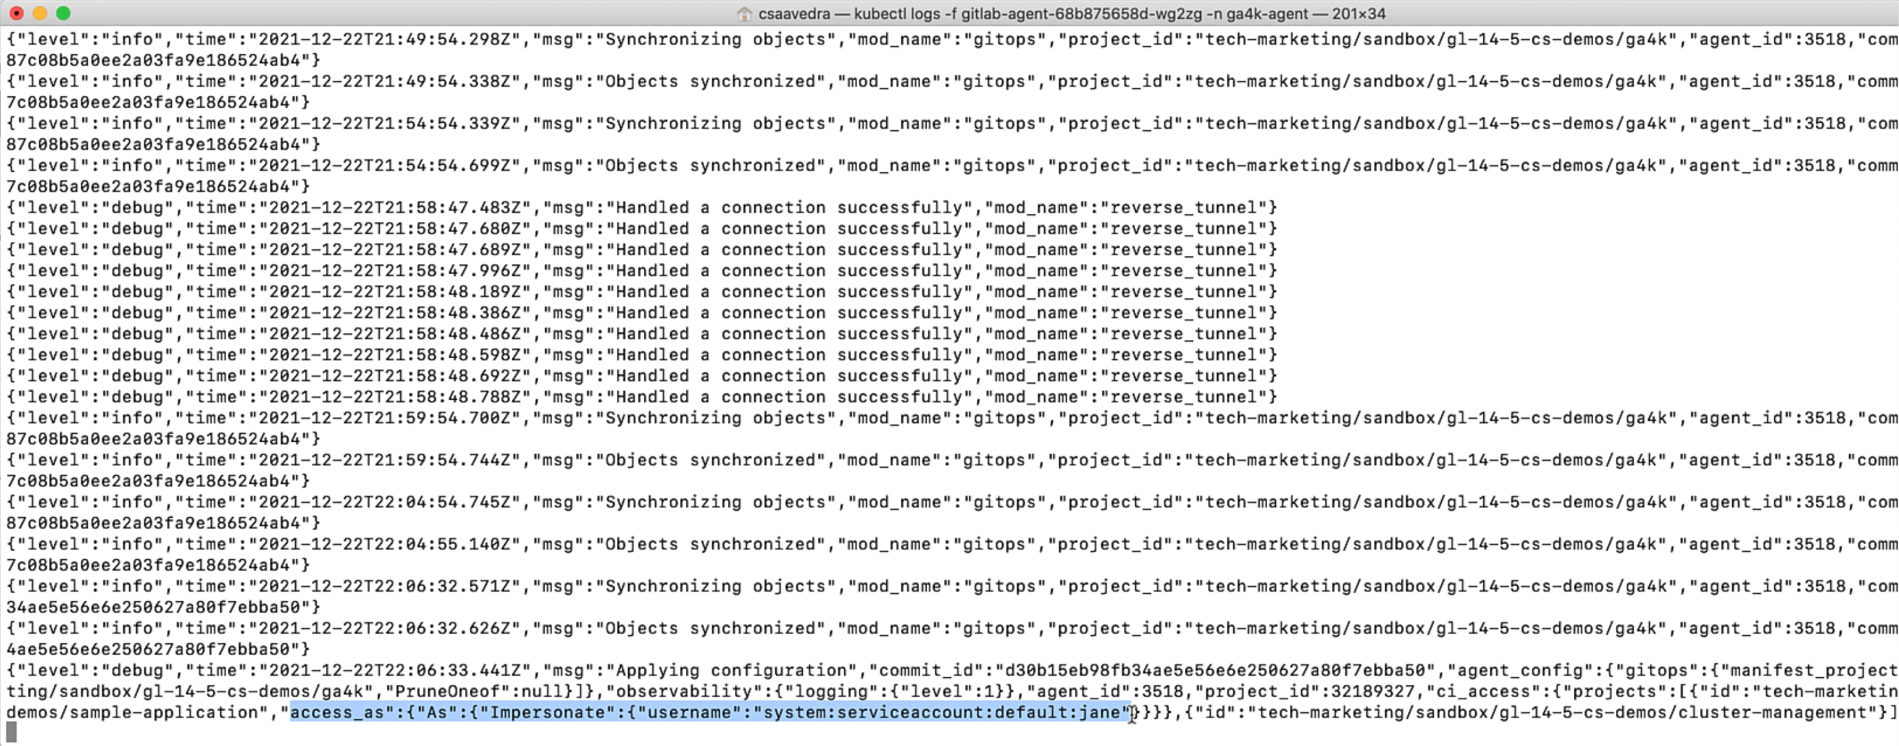 csaavedra — kubectl logs -f gitlab-agent-68b875658d-wg2zg -n ga4k-agent — 201×34
{"level":"info","time":"2021-12-22T21:49:54.298Z","msg":"Synchronizing objects","mod_name":"gitops","project_id":"tech-marketing/sandbox/gl-14-5-cs-demos/ga4k","agent_id":3518,"com
87c08b5a0ee2a03fa9e186524ab4"}
{"level":"info","time":"2021-12-22T21:49:54.338Z","msg":"Objects synchronized","mod_name":"gitops","project_id":"tech-marketing/sandbox/gl-14-5-cs-demos/ga4k","agent_id":3518,"comm
7c08b5a0ee2a03fa9e186524ab4"}
{"level":"info","time":"2021-12-22T21:54:54.339Z","msg":"Synchronizing objects","mod_name":"gitops","project_id":"tech-marketing/sandbox/gl-14-5-cs-demos/ga4k","agent_id":3518,"com
87c08b5a0ee2a03fa9e186524ab4"}
{"level":"info","time":"2021-12-22T21:54:54.699Z","msg":"Objects synchronized","mod_name":"gitops","project_id":"tech-marketing/sandbox/gl-14-5-cs-demos/ga4k","agent_id":3518,"comm
7c08b5a0ee2a03fa9e186524ab4"}
{"level":"debug","time":"2021-12-22T21:58:47.483Z","msg":"Handled a connection successfully","mod_name":"reverse_tunnel"}
{"level":"debug","time":"2021-12-22T21:58:47.680Z","msg":"Handled a connection successfully","mod_name":"reverse_tunnel"}
{"level":"debug","time":"2021-12-22T21:58:47.689Z","msg":"Handled a connection successfully","mod_name":"reverse_tunnel"}
{"level":"debug","time":"2021-12-22T21:58:47.996Z","msg":"Handled a connection successfully","mod_name":"reverse_tunnel"}
{"level":"debug","time":"2021-12-22T21:58:48.189Z","msg":"Handled a connection successfully","mod_name":"reverse_tunnel"}
{"level":"debug","time":"2021-12-22T21:58:48.386Z","msg":"Handled a connection successfully","mod_name":"reverse_tunnel"}
{"level":"debug","time":"2021-12-22T21:58:48.486Z","msg":"Handled a connection successfully","mod_name":"reverse_tunnel"}
{"level":"debug","time":"2021-12-22T21:58:48.598Z","msg":"Handled a connection successfully","mod_name":"reverse_tunnel"}
{"level":"debug","time":"2021-12-22T21:58:48.692Z","msg":"Handled a connection successfully","mod_name":"reverse_tunnel"}
{"level":"debug","time":"2021-12-22T21:58:48.788Z","msg":"Handled a connection successfully","mod_name":"reverse_tunnel"}
{"level":"info","time":"2021-12-22T21:59:54.700Z","msg":"Synchronizing objects","mod_name":"gitops","project_id":"tech-marketing/sandbox/gl-14-5-cs-demos/ga4k","agent_id":3518,"com
87c08b5a0ee2a03fa9e186524ab4"}
{"level":"info","time":"2021-12-22T21:59:54.744Z","msg":"Objects synchronized","mod_name":"gitops","project_id":"tech-marketing/sandbox/gl-14-5-cs-demos/ga4k","agent_id":3518,"comm
7c08b5a0ee2a03fa9e186524ab4"}
{"level":"info","time":"2021-12-22T22:04:54.745Z","msg":"Synchronizing objects","mod_name":"gitops","project_id":"tech-marketing/sandbox/gl-14-5-cs-demos/ga4k","agent_id":3518,"com
87c08b5a0ee2a03fa9e186524ab4"}
{"level":"info","time":"2021-12-22T22:04:55.140Z","msg":"Objects synchronized","mod_name":"gitops","project_id":"tech-marketing/sandbox/gl-14-5-cs-demos/ga4k","agent_id":3518,"comm
7c08b5a0ee2a03fa9e186524ab4"}
{"level":"info","time":"2021-12-22T22:06:32.571Z","msg":"Synchronizing objects","mod_name":"gitops","project_id":"tech-marketing/sandbox/gl-14-5-cs-demos/ga4k","agent_id":3518,"com
34ae5e56e6e250627a80f7ebba50"}
{"level":"info","time":"2021-12-22T22:06:32.626Z","msg":"Objects synchronized","mod_name":"gitops","project_id":"tech-marketing/sandbox/gl-14-5-cs-demos/ga4k","agent_id":3518,"comm
4ae5e56e6e250627a80f7ebba50"}
{"level":"debug","time":"2021-12-22T22:06:33.441Z","msg":"Applying configuration","commit_id":"d30b15eb98fb34ae5e56e6e250627a80f7ebba50","agent_config":{"gitops":{"manifest_project
ting/sandbox/gl-14-5-cs-demos/ga4k","PruneOneof":null}]},"observability":{"logging":{"level":1}},"agent_id":3518,"project_id":32189327,"ci_access":{"projects":[{"id":"tech-marketin
demos/sample-application","access_as":{"As":{"Impersonate":{"username":"system:serviceaccount:default:jane"}}}},{"id":"tech-marketing/sandbox/gl-14-5-cs-demos/cluster-management"}]